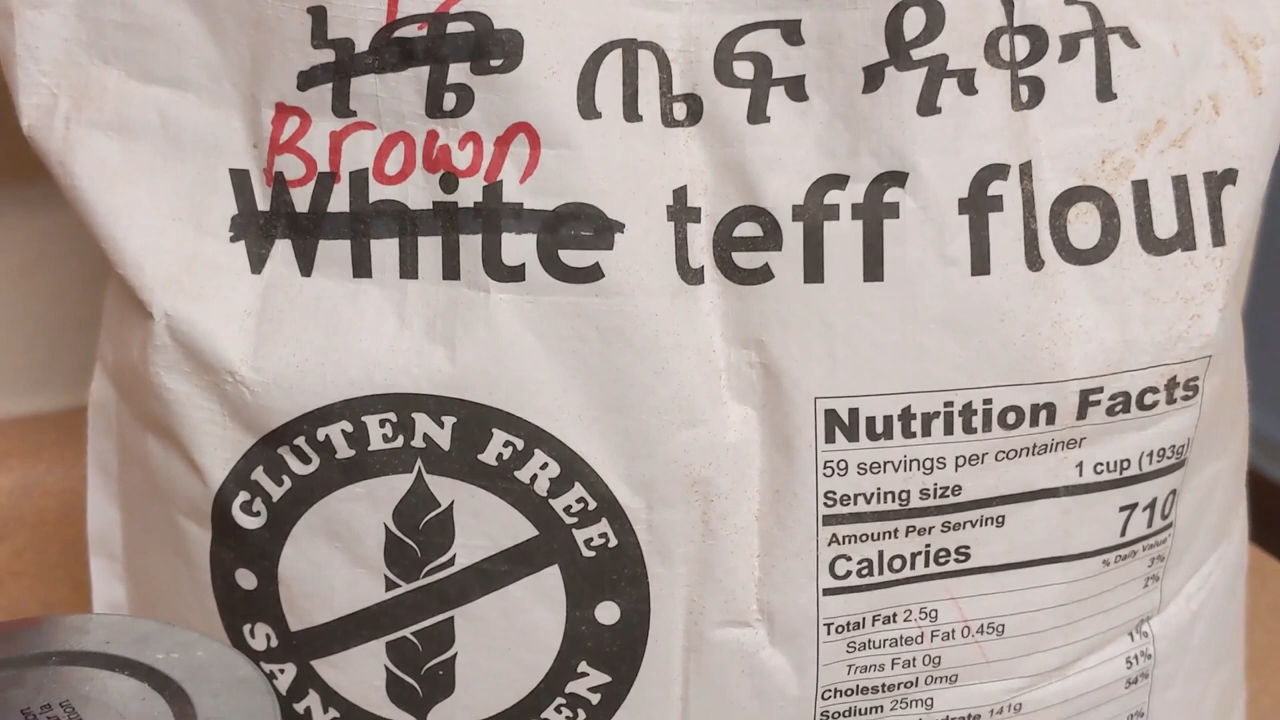 ጤፍ ዱቄት
Brown
White teff flour
GLUTEN FREE
Nutrition Facts
59 servings per container
Serving size 1 cup (193g)
Amount Per Serving
Calories 710
% Daily Value*
Total Fat 2.5g 3%
Saturated Fat 0.45g 2%
Trans Fat 0g
Cholesterol 0mg 1%
Sodium 25mg 51%
141g 54%
0%